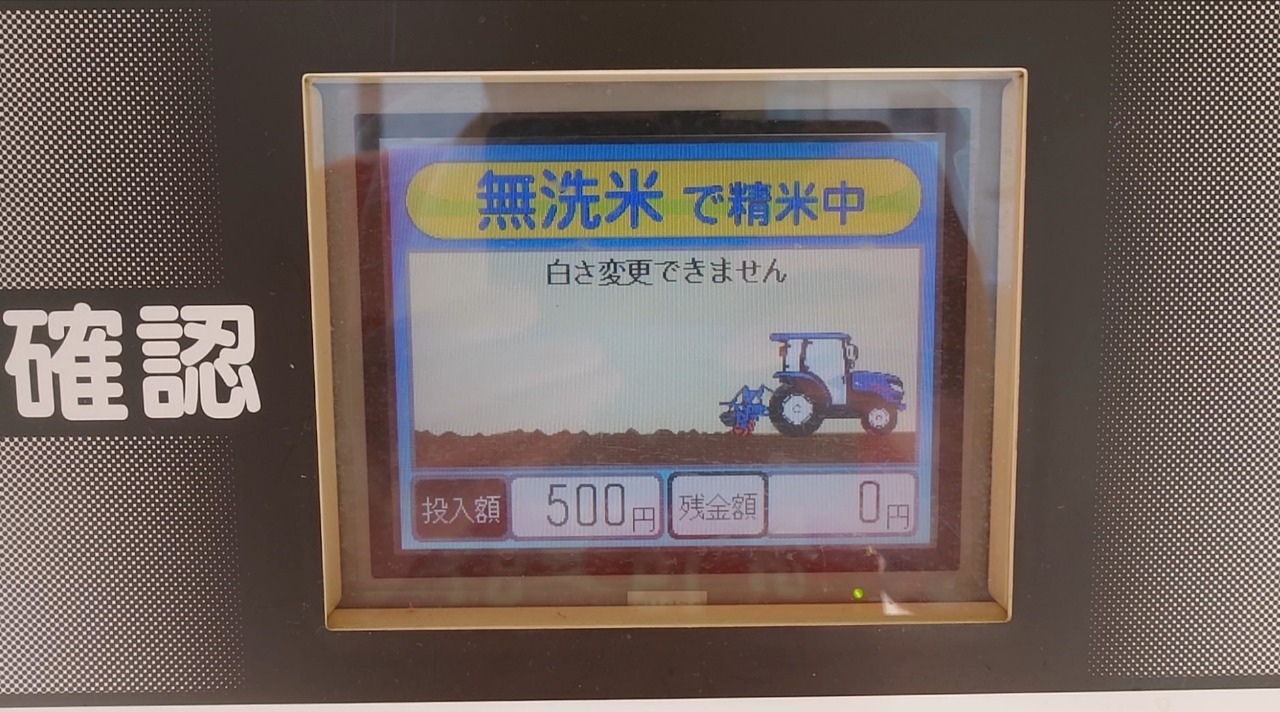 確認
無洗米で精米中
白さ変更できません
投入額 500円 残金額 0円